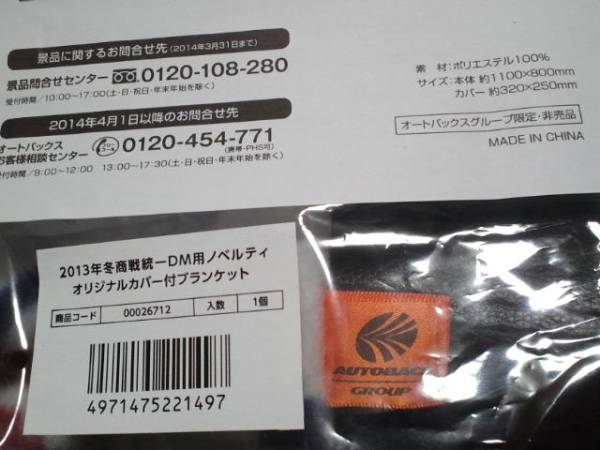 景品に関するお問合せ先(2014年3月31日まで)
景品問合せセンター 0120-108-280
受付時間/10:00~17:00(土・日・祝日・年末年始を除く)
2014年4月1日以降のお問合せ先
オートバックス
お客様相談センター 0120-454-771
(携帯・PHS可)
受付時間/9:00~12:00 13:00~17:30(土・日・祝日・年末年始を除く)
素 材:ポリエステル100%
サイズ:本体 約1100×800mm
カバー 約320×250mm
オートバックスグループ限定・非売品
MADE IN CHINA
2013年冬商戦統一DM用ノベルティ
オリジナルカバー付ブランケット
商品コード 00026712 入数 1個
4971475221497
AUTOBACS
GROUP